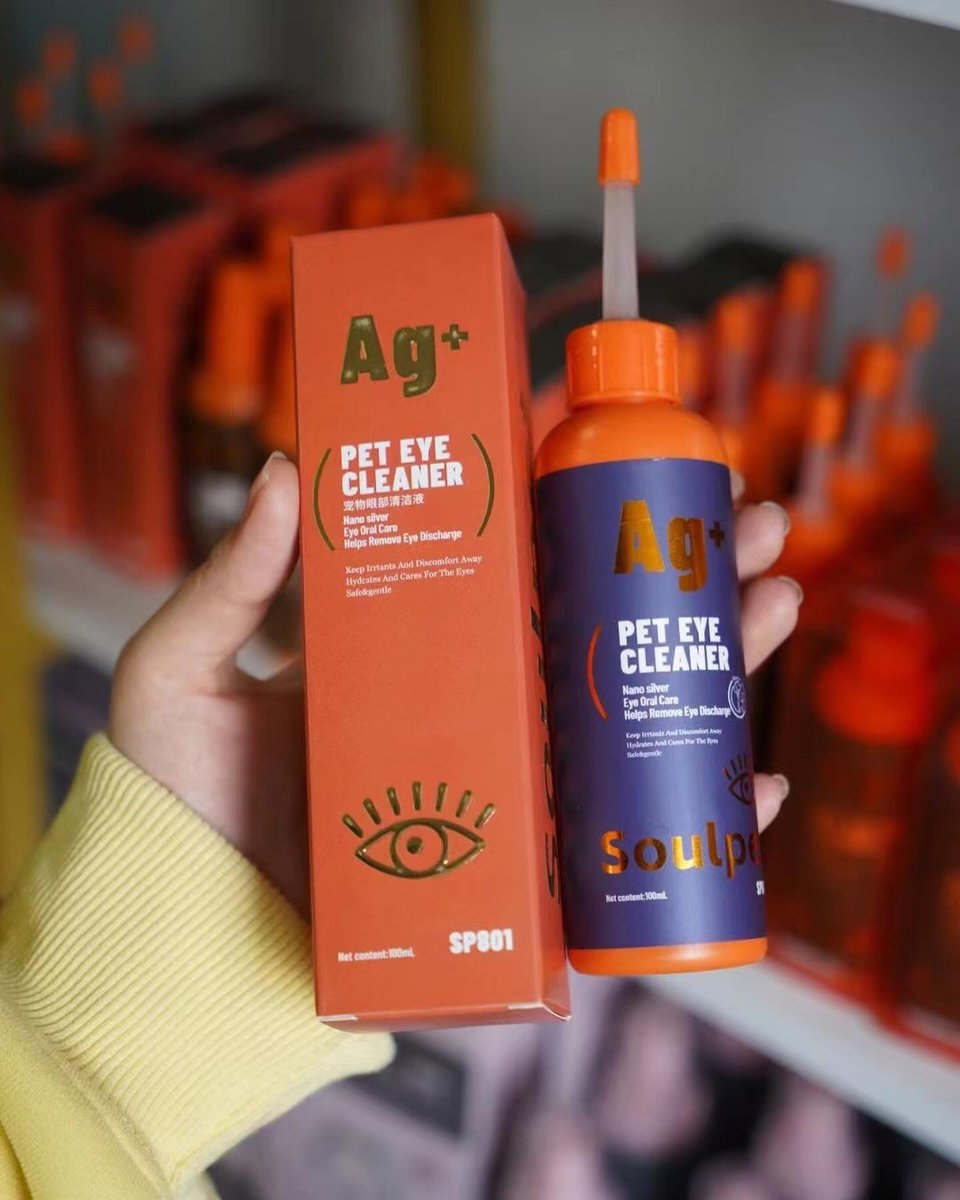 Ag+
PET EYE
CLEANER
宠物眼部清洁液
Nano silver
Eye Oral Care
Helps Remove Eye Discharge
Keep Irrtants And Discomfort Away
Hydrates And Cares For The Eyes
Safe&gentle
Net content:100mL
SP801
Ag+
PET EYE
CLEANER
Nano silver
Eye Oral Care
Helps Remove Eye Discharge
Keep Irrtants And Discomfort Away
Hydrates And Cares For The Eyes
Safe&gentle
Soulpe
Net content:100mL